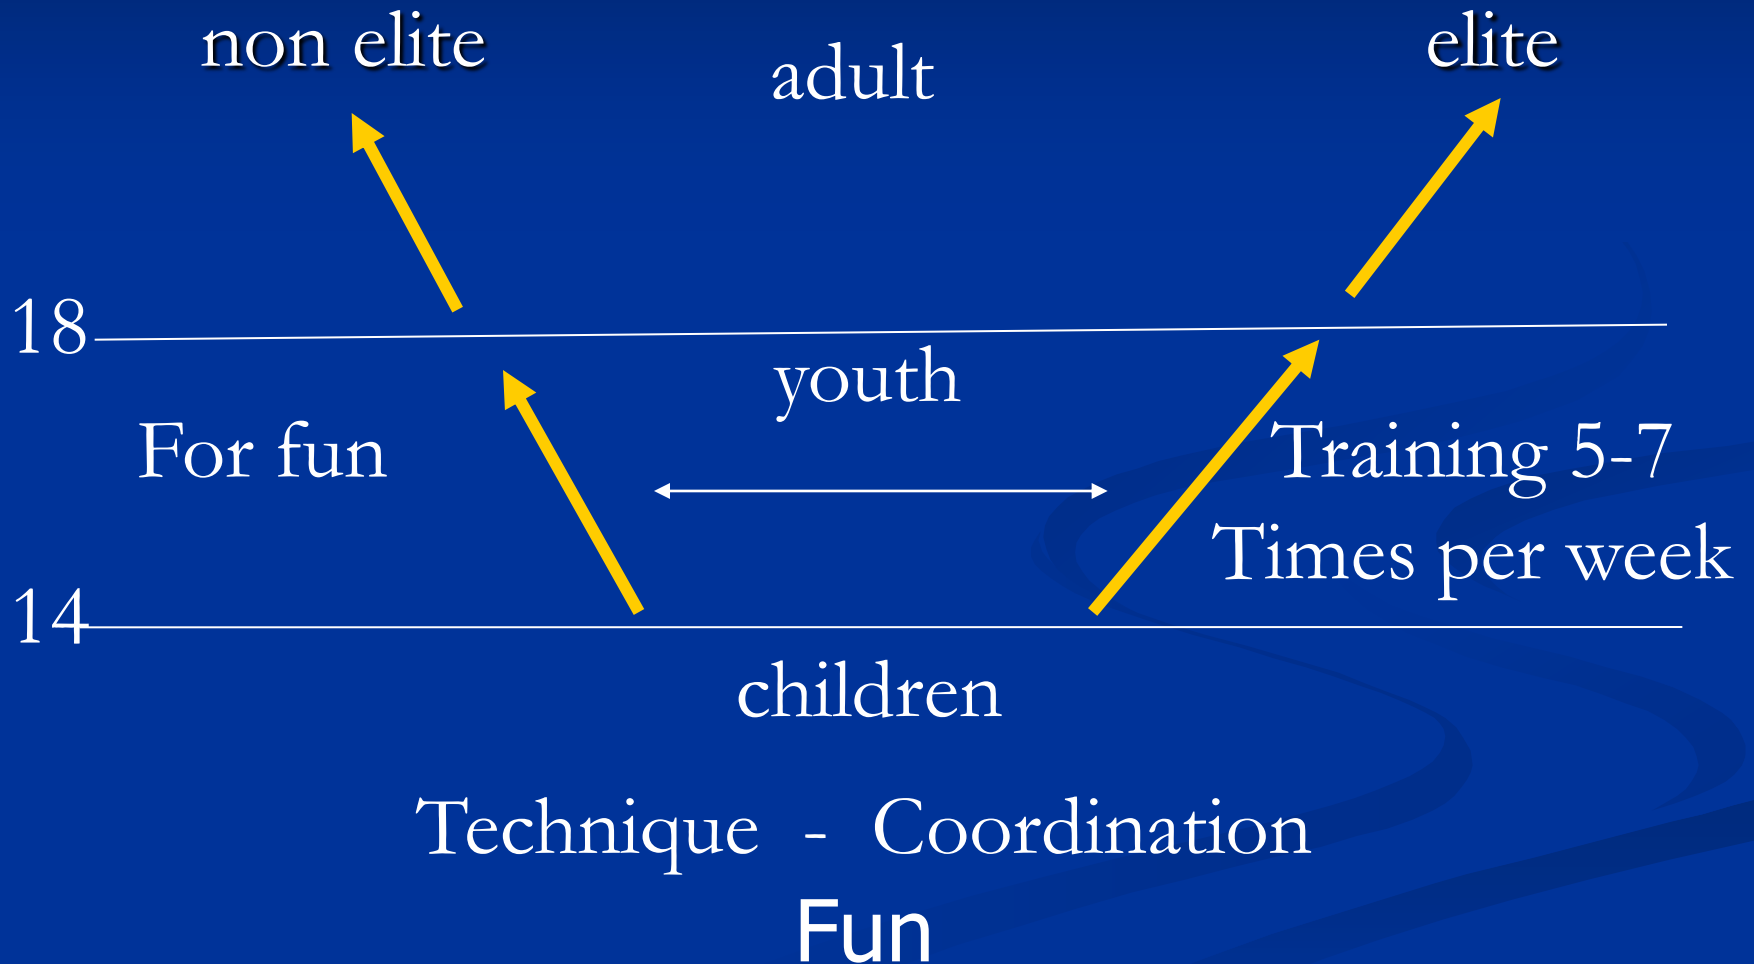 non elite
adult
elite
18
youth
For fun
Training 5-7
Times per week
14
children
Technique - Coordination
Fun